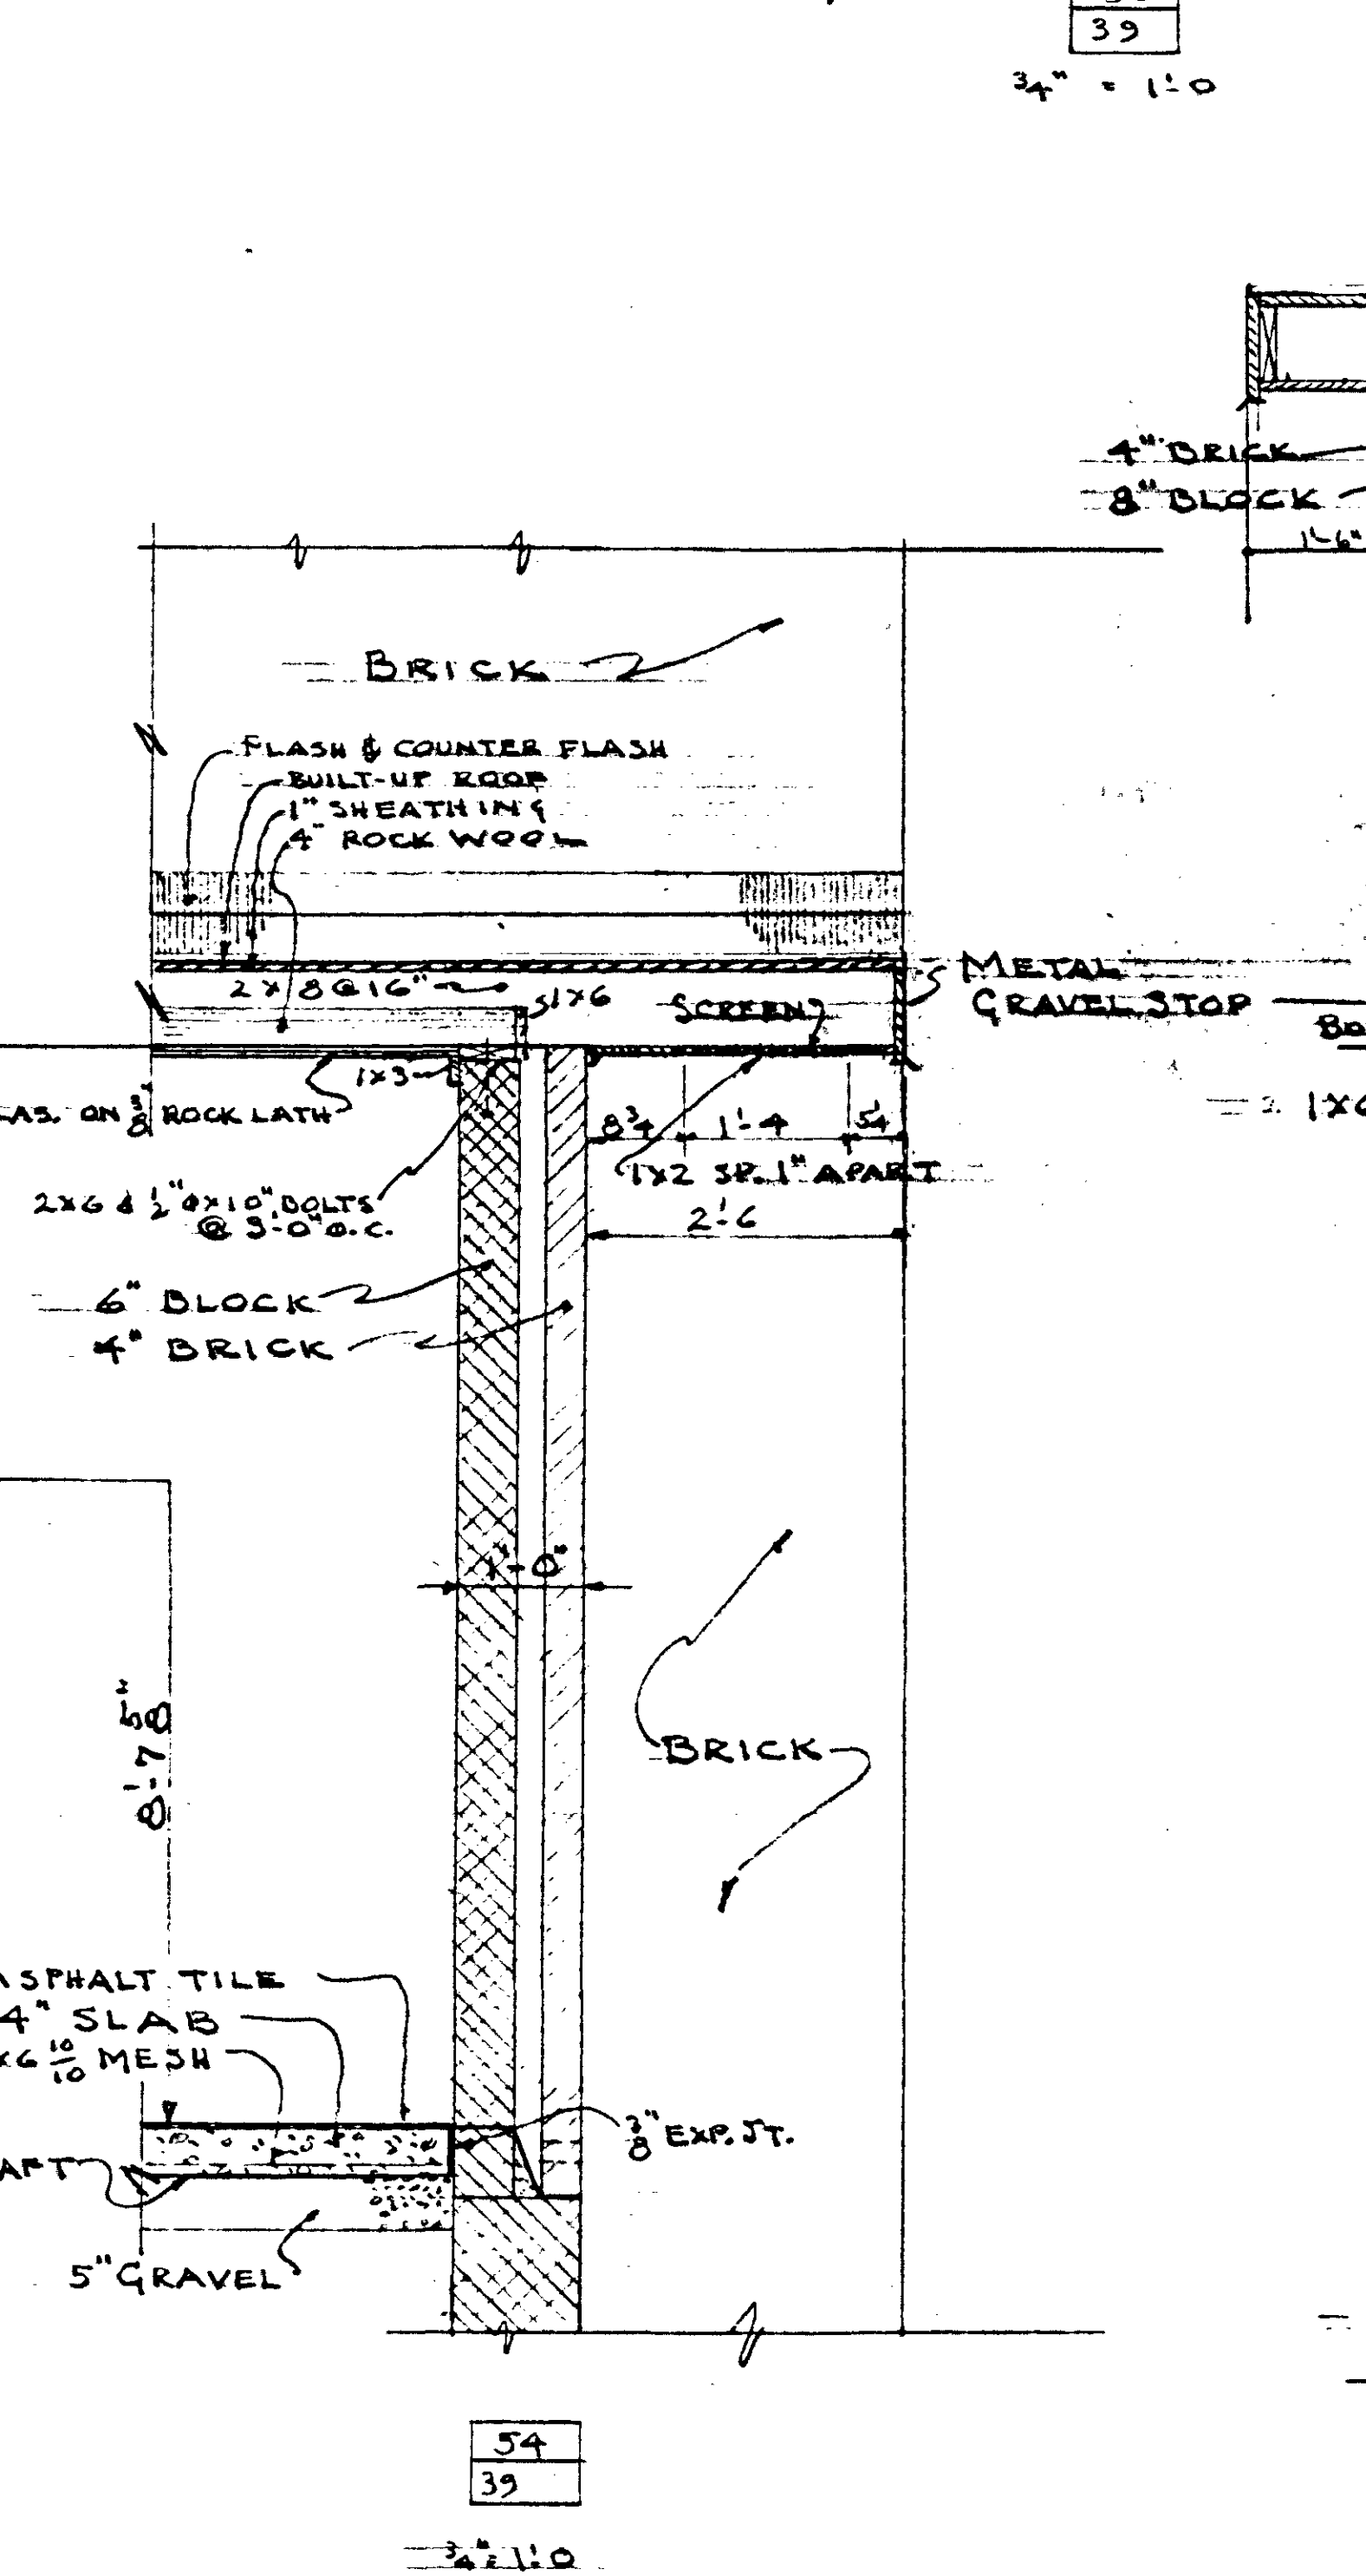 39
3/4" = 1'-0
4" BRICK
8" BLOCK
1'-6"
BRICK
FLASH & COUNTER FLASH
BUILT-UP ROOF
1" SHEATHING
4" ROCK WOOL
2 X 8 @ 16"
1X6
SCREEN
METAL
GRAVEL STOP
1X3
ON 3/8" ROCK LATH
8 3/4
1'-4
5 1/4
1X6
1X2 SP. 1" APART
2X6 & 1/2" Φ X 10" BOLTS
@ 3'-0" O.C.
2'-6
6" BLOCK
4" BRICK
1'-0"
8'-7 5/8"
BRICK
ASPHALT TILE
4" SLAB
X6 10/10 MESH
3/8" EXP. JT.
5" GRAVEL
54
39
3/4" = 1'-0